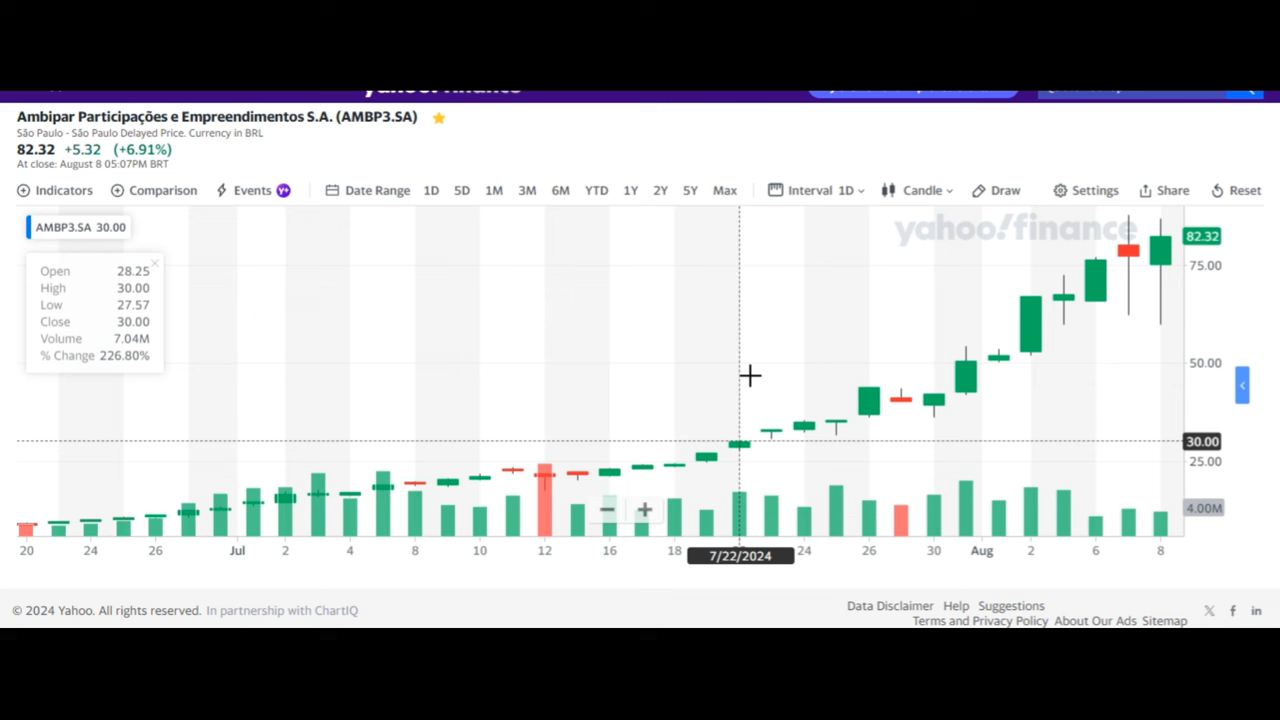 Ambipar Participações e Empreendimentos S.A. (AMBP3.SA)
São Paulo - São Paulo Delayed Price. Currency in BRL
82.32 +5.32 (+6.91%)
At close: August 8 05:07PM BRT
Indicators Comparison Events Y+ Date Range 1D 5D 1M 3M 6M YTD 1Y 2Y 5Y Max Interval 1D Candle Draw Settings Share Reset
AMBP3.SA 30.00
yahoo!finance
82.32
Open 28.25
High 30.00
Low 27.57
Close 30.00
Volume 7.04M
% Change 226.80%
75.00
50.00
30.00
25.00
4.00M
20 24 26 Jul 2 4 8 10 12 16 18 7/22/2024 24 26 30 Aug 2 6 8
© 2024 Yahoo. All rights reserved. In partnership with ChartIQ
Data Disclaimer Help Suggestions
Terms and Privacy Policy About Our Ads Sitemap